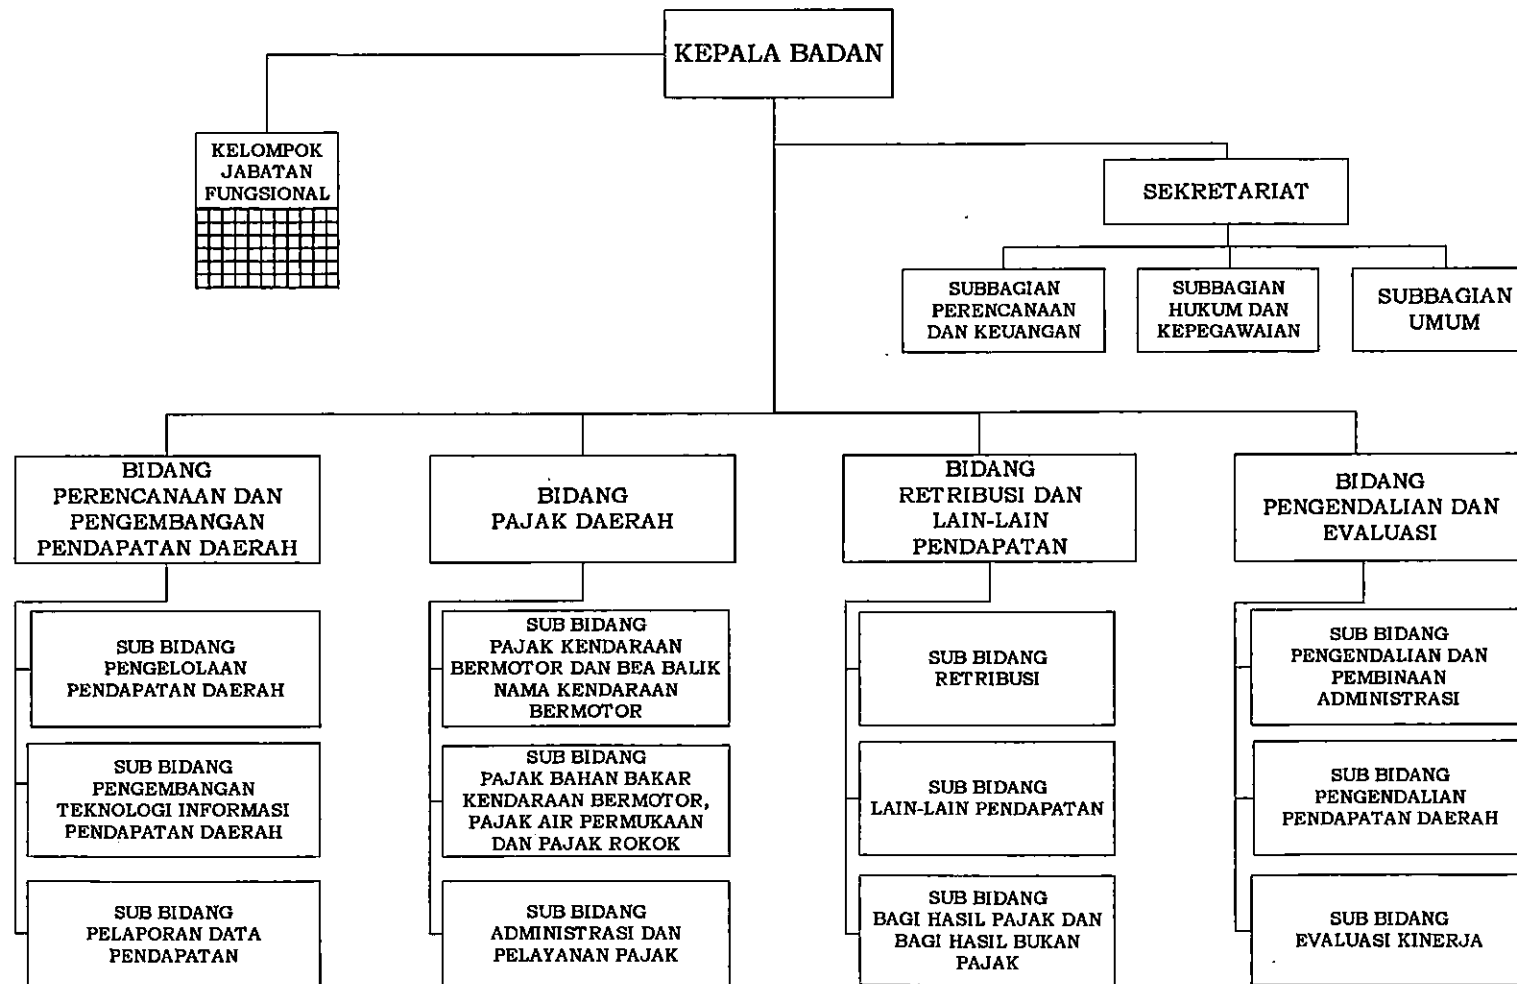 KEPALA BADAN
KELOMPOK
JABATAN
FUNGSIONAL
SEKRETARIAT
SUBBAGIAN
PERENCANAAN
DAN KEUANGAN
SUBBAGIAN
HUKUM DAN
KEPEGAWAIAN
SUBBAGIAN
UMUM
BIDANG
PERENCANAAN DAN
PENGEMBANGAN
PENDAPATAN DAERAH
BIDANG
PAJAK DAERAH
BIDANG
RETRIBUSI DAN
LAIN-LAIN
PENDAPATAN
BIDANG
PENGENDALIAN DAN
EVALUASI
SUB BIDANG
PENGELOLAAN
PENDAPATAN DAERAH
SUB BIDANG
PAJAK KENDARAAN
BERMOTOR DAN BEA BALIK
NAMA KENDARAAN
BERMOTOR
SUB BIDANG
RETRIBUSI
SUB BIDANG
PENGENDALIAN DAN
PEMBINAAN
ADMINISTRASI
SUB BIDANG
PENGEMBANGAN
TEKNOLOGI INFORMASI
PENDAPATAN DAERAH
SUB BIDANG
PAJAK BAHAN BAKAR
KENDARAAN BERMOTOR,
PAJAK AIR PERMUKAAN
DAN PAJAK ROKOK
SUB BIDANG
LAIN-LAIN PENDAPATAN
SUB BIDANG
PENGENDALIAN
PENDAPATAN DAERAH
SUB BIDANG
PELAPORAN DATA
PENDAPATAN
SUB BIDANG
ADMINISTRASI DAN
PELAYANAN PAJAK
SUB BIDANG
BAGI HASIL PAJAK DAN
BAGI HASIL BUKAN
PAJAK
SUB BIDANG
EVALUASI KINERJA